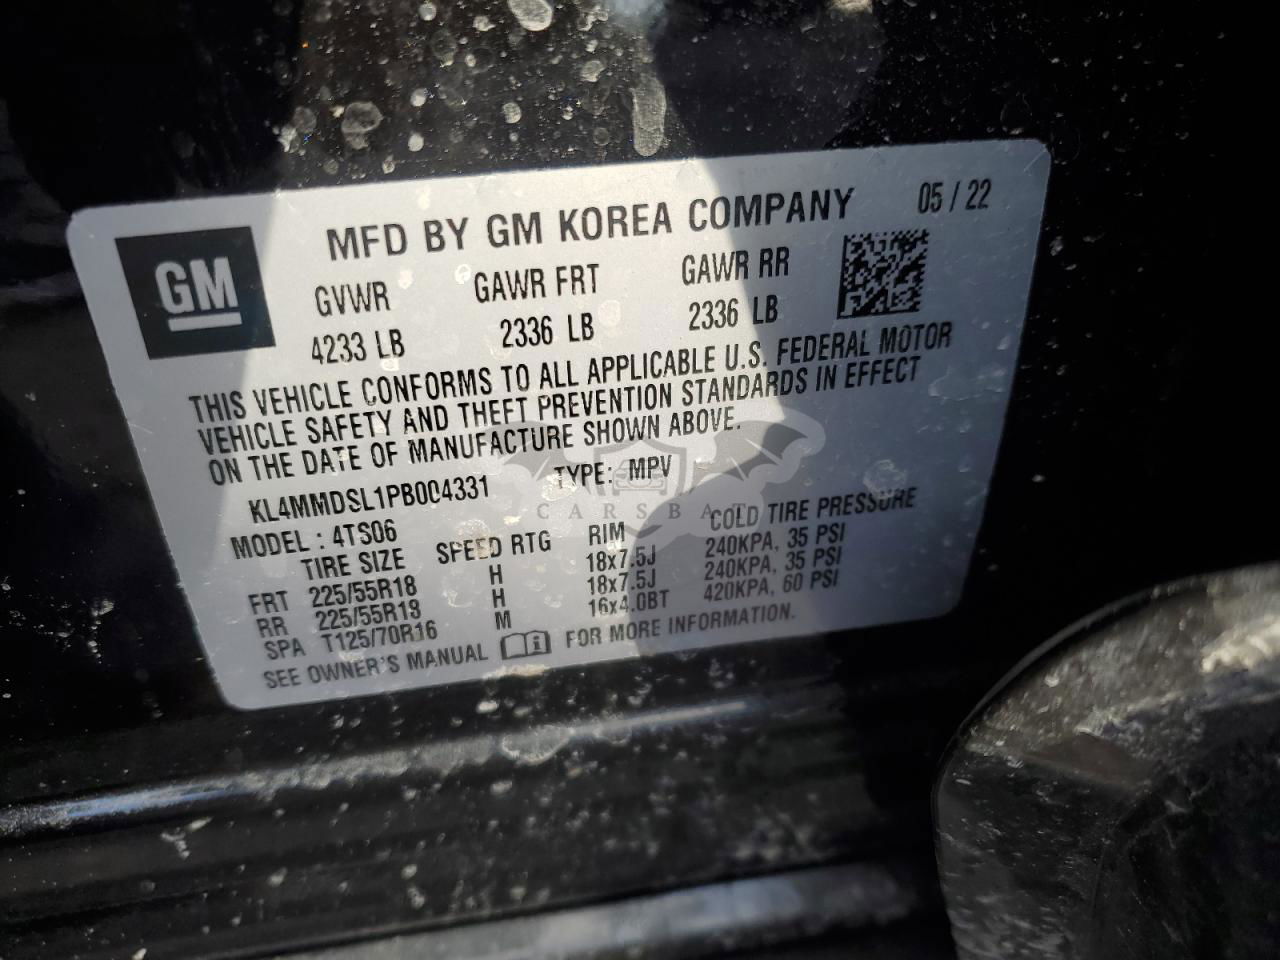 GM
MFD BY GM KOREA COMPANY 05 / 22
GVWR GAWR FRT GAWR RR
4233 LB 2336 LB 2336 LB
THIS VEHICLE CONFORMS TO ALL APPLICABLE U.S. FEDERAL MOTOR
VEHICLE SAFETY AND THEFT PREVENTION STANDARDS IN EFFECT
ON THE DATE OF MANUFACTURE SHOWN ABOVE.
KL4MMDSL1PB004331 TYPE: MPV
CARSBAT
MODEL : 4TS06
TIRE SIZE SPEED RTG RIM COLD TIRE PRESSURE
FRT 225/55R18 H 18x7.5J 240KPA, 35 PSI
RR 225/55R18 H 18x7.5J 240KPA, 35 PSI
SPA T125/70R16 M 16x4.0BT 420KPA, 60 PSI
SEE OWNER'S MANUAL FOR MORE INFORMATION.